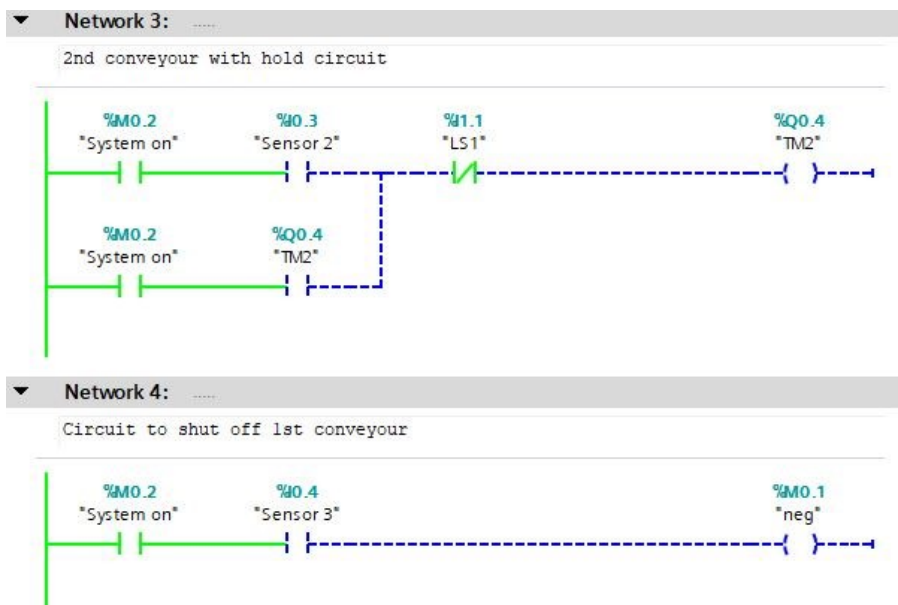 Network 3: .....
2nd conveyour with hold circuit
%M0.2 %I0.3 %I1.1 %Q0.4
"System on" "Sensor 2" "LS1" "TM2"
%M0.2 %Q0.4
"System on" "TM2"
Network 4: .....
Circuit to shut off 1st conveyour
%M0.2 %I0.4 %M0.1
"System on" "Sensor 3" "neg"